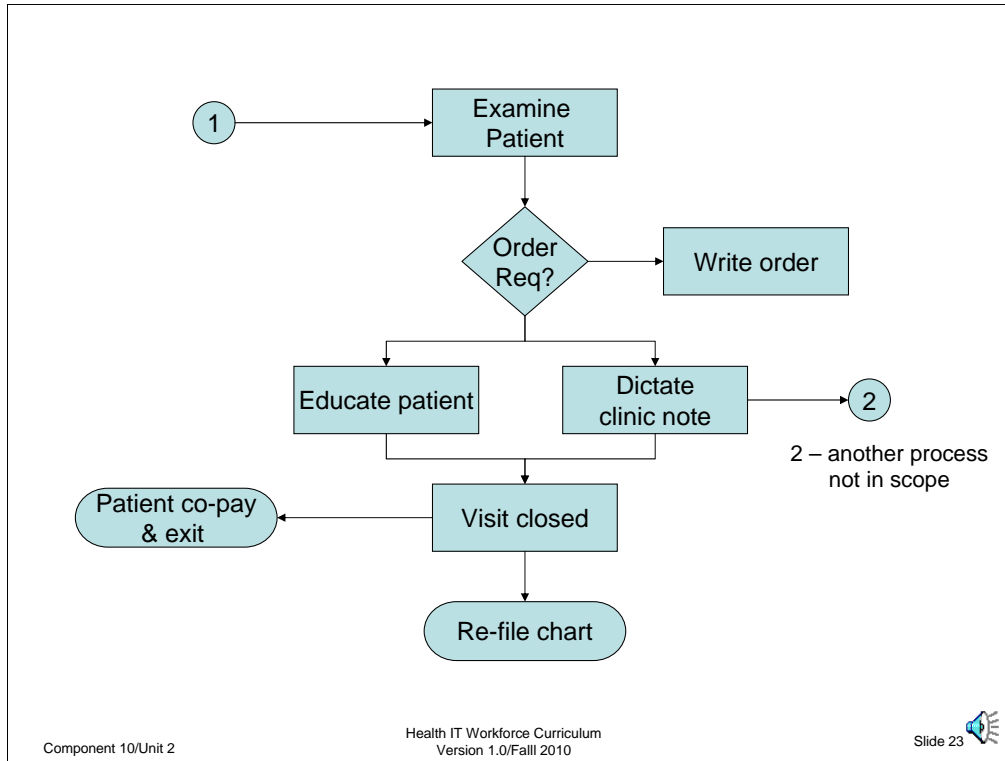 1
Examine
Patient
Order
Req?
Write order
Educate patient
Dictate
clinic note
2
2 – another process
not in scope
Patient co-pay
& exit
Visit closed
Re-file chart
Component 10/Unit 2
Health IT Workforce Curriculum
Version 1.0/Falll 2010
Slide 23